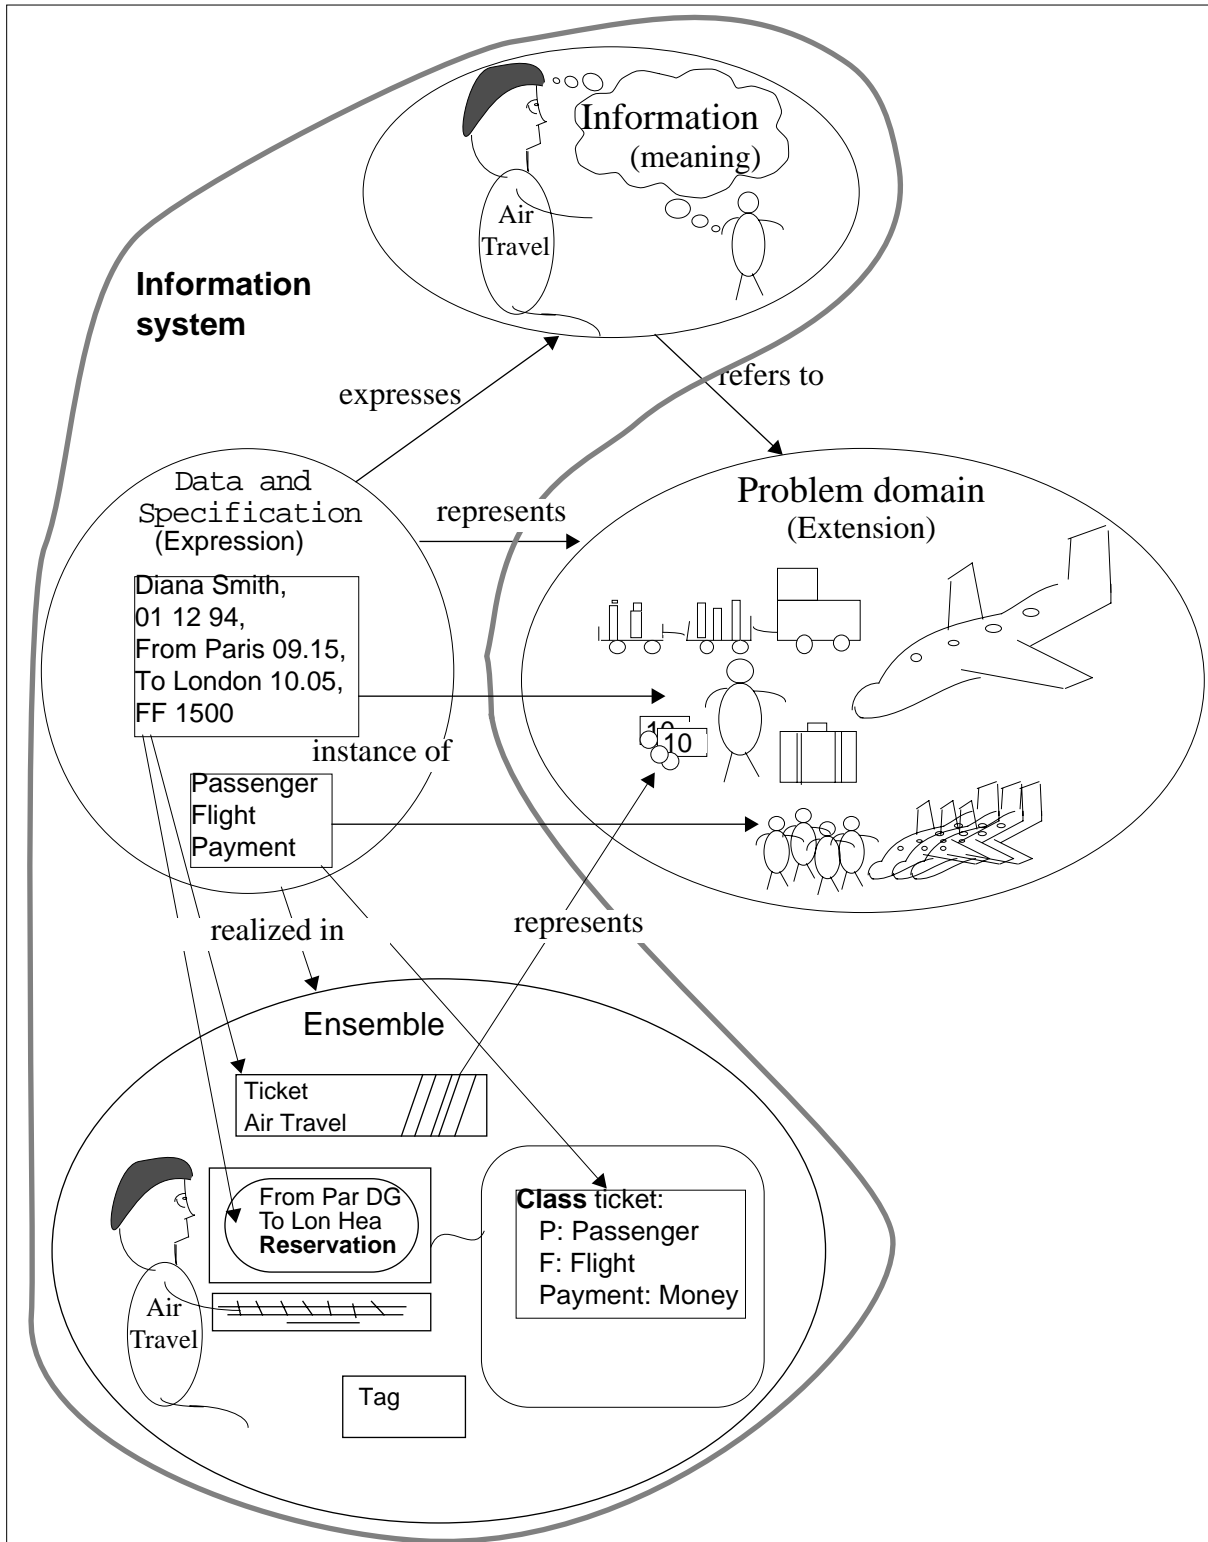 Information
(meaning)
Air
Travel
Information
system
expresses
refers to
Data and
Specification
(Expression)
represents
Problem domain
(Extension)
Diana Smith,
01 12 94,
From Paris 09.15,
To London 10.05,
FF 1500
10
10
instance of
Passenger
Flight
Payment
realized in
represents
Ensemble
Ticket
Air Travel
From Par DG
To Lon Hea
Reservation
Class ticket:
P: Passenger
F: Flight
Payment: Money
Air
Travel
Tag